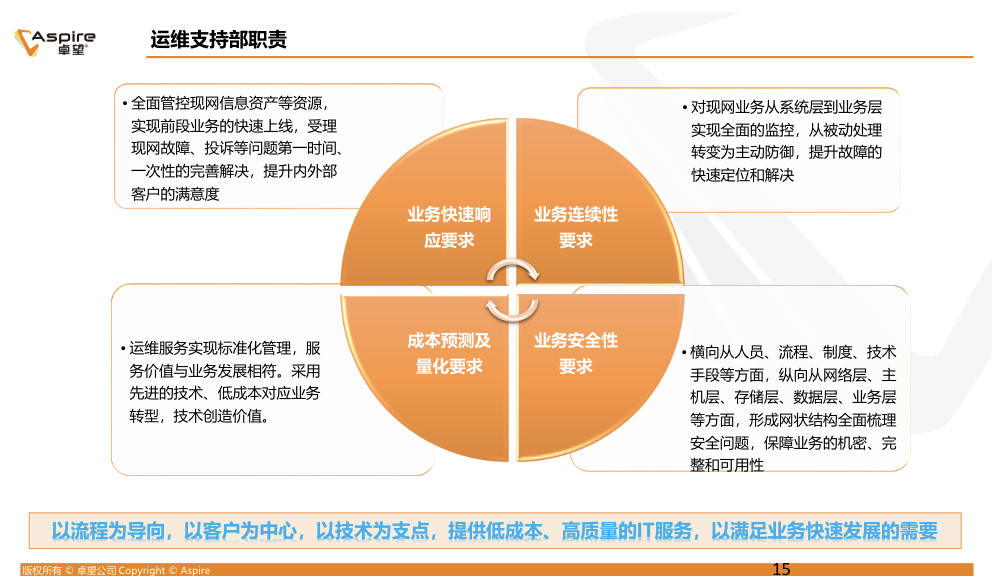 Aspire
卓望®
运维支持部职责
• 全面管控现网信息资产等资源，
实现前段业务的快速上线，受理
现网故障、投诉等问题第一时间、
一次性的完善解决，提升内外部
客户的满意度
• 对现网业务从系统层到业务层
实现全面的监控，从被动处理
转变为主动防御，提升故障的
快速定位和解决
业务快速响
应要求
业务连续性
要求
成本预测及
量化要求
业务安全性
要求
• 运维服务实现标准化管理，服
务价值与业务发展相符。采用
先进的技术、低成本对应业务
转型，技术创造价值。
• 横向从人员、流程、制度、技术
手段等方面，纵向从网络层、主
机层、存储层、数据层、业务层
等方面，形成网状结构全面梳理
安全问题，保障业务的机密、完
整和可用性
以流程为导向，以客户为中心，以技术为支点，提供低成本、高质量的IT服务，以满足业务快速发展的需要
版权所有 © 卓望公司 Copyright © Aspire
15